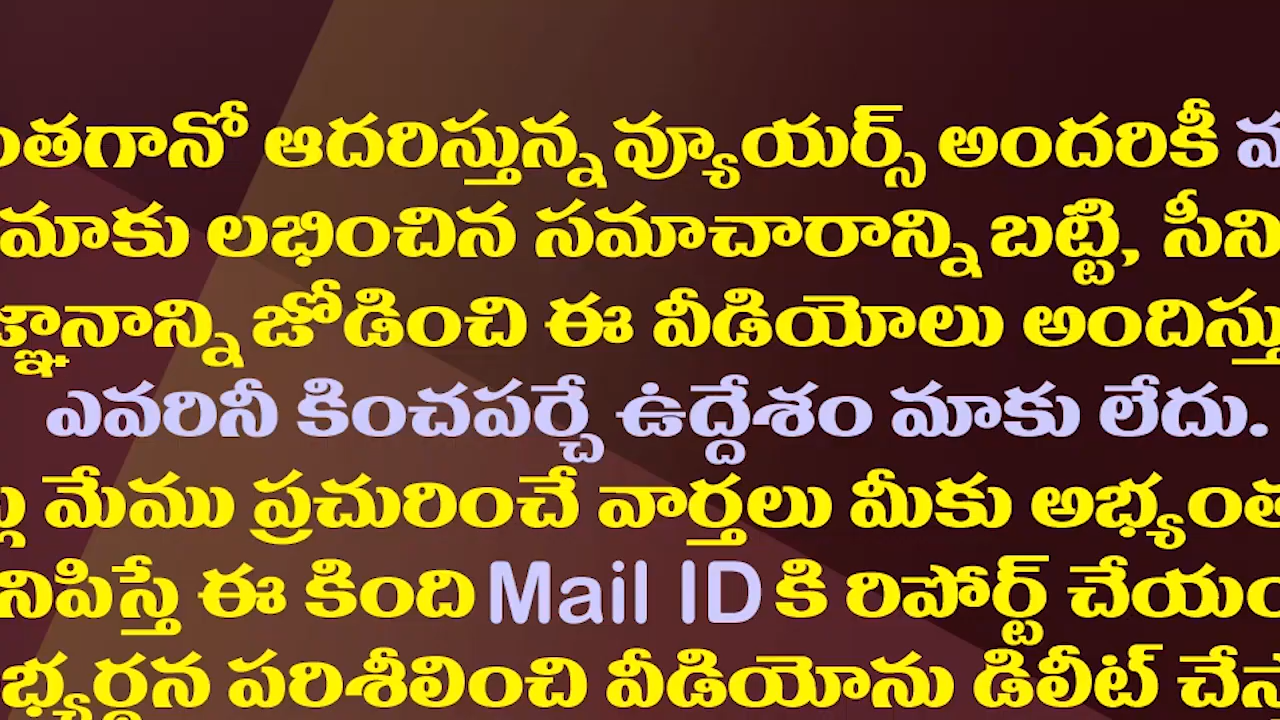 ఆదరిస్తున్న వ్యూయర్స్ అందరికీ
మాకు లభించిన సమాచారాన్ని బట్టి,
జోడించి ఈ వీడియోలు
ఎవరినీ కించపర్చే ఉద్దేశం మాకు లేదు.
మేము ప్రచురించే వార్తలు మీకు
ఈ కింది Mail ID కి రిపోర్ట్
పరిశీలించి వీడియోను డిలీట్